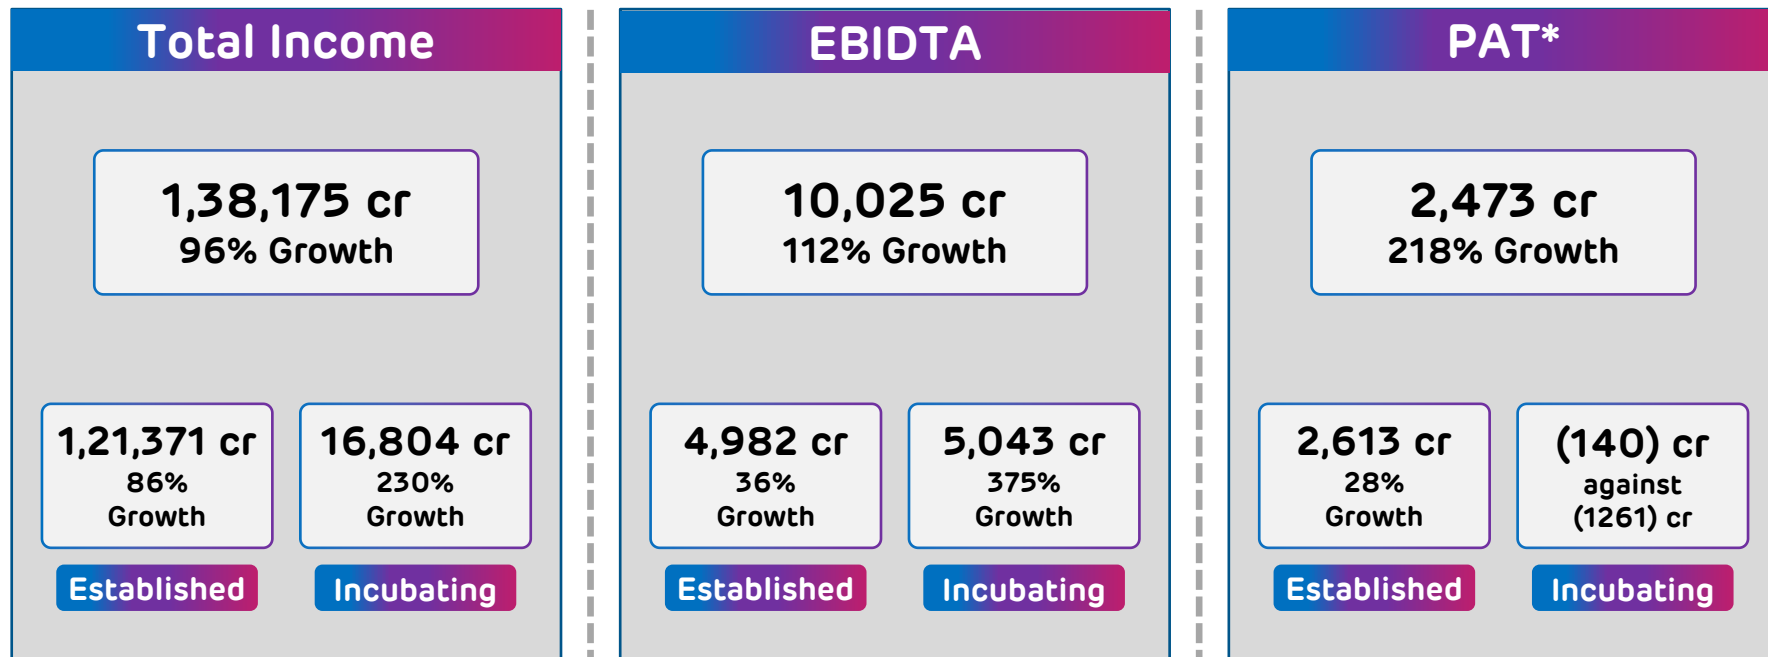 Total Income
1,38,175 cr
96% Growth
1,21,371 cr
86%
Growth
Established
16,804 cr
230%
Growth
Incubating
EBIDTA
10,025 cr
112% Growth
4,982 cr
36%
Growth
Established
5,043 cr
375%
Growth
Incubating
PAT*
2,473 cr
218% Growth
2,613 cr
28%
Growth
Established
(140) cr
against
(1261) cr
Incubating